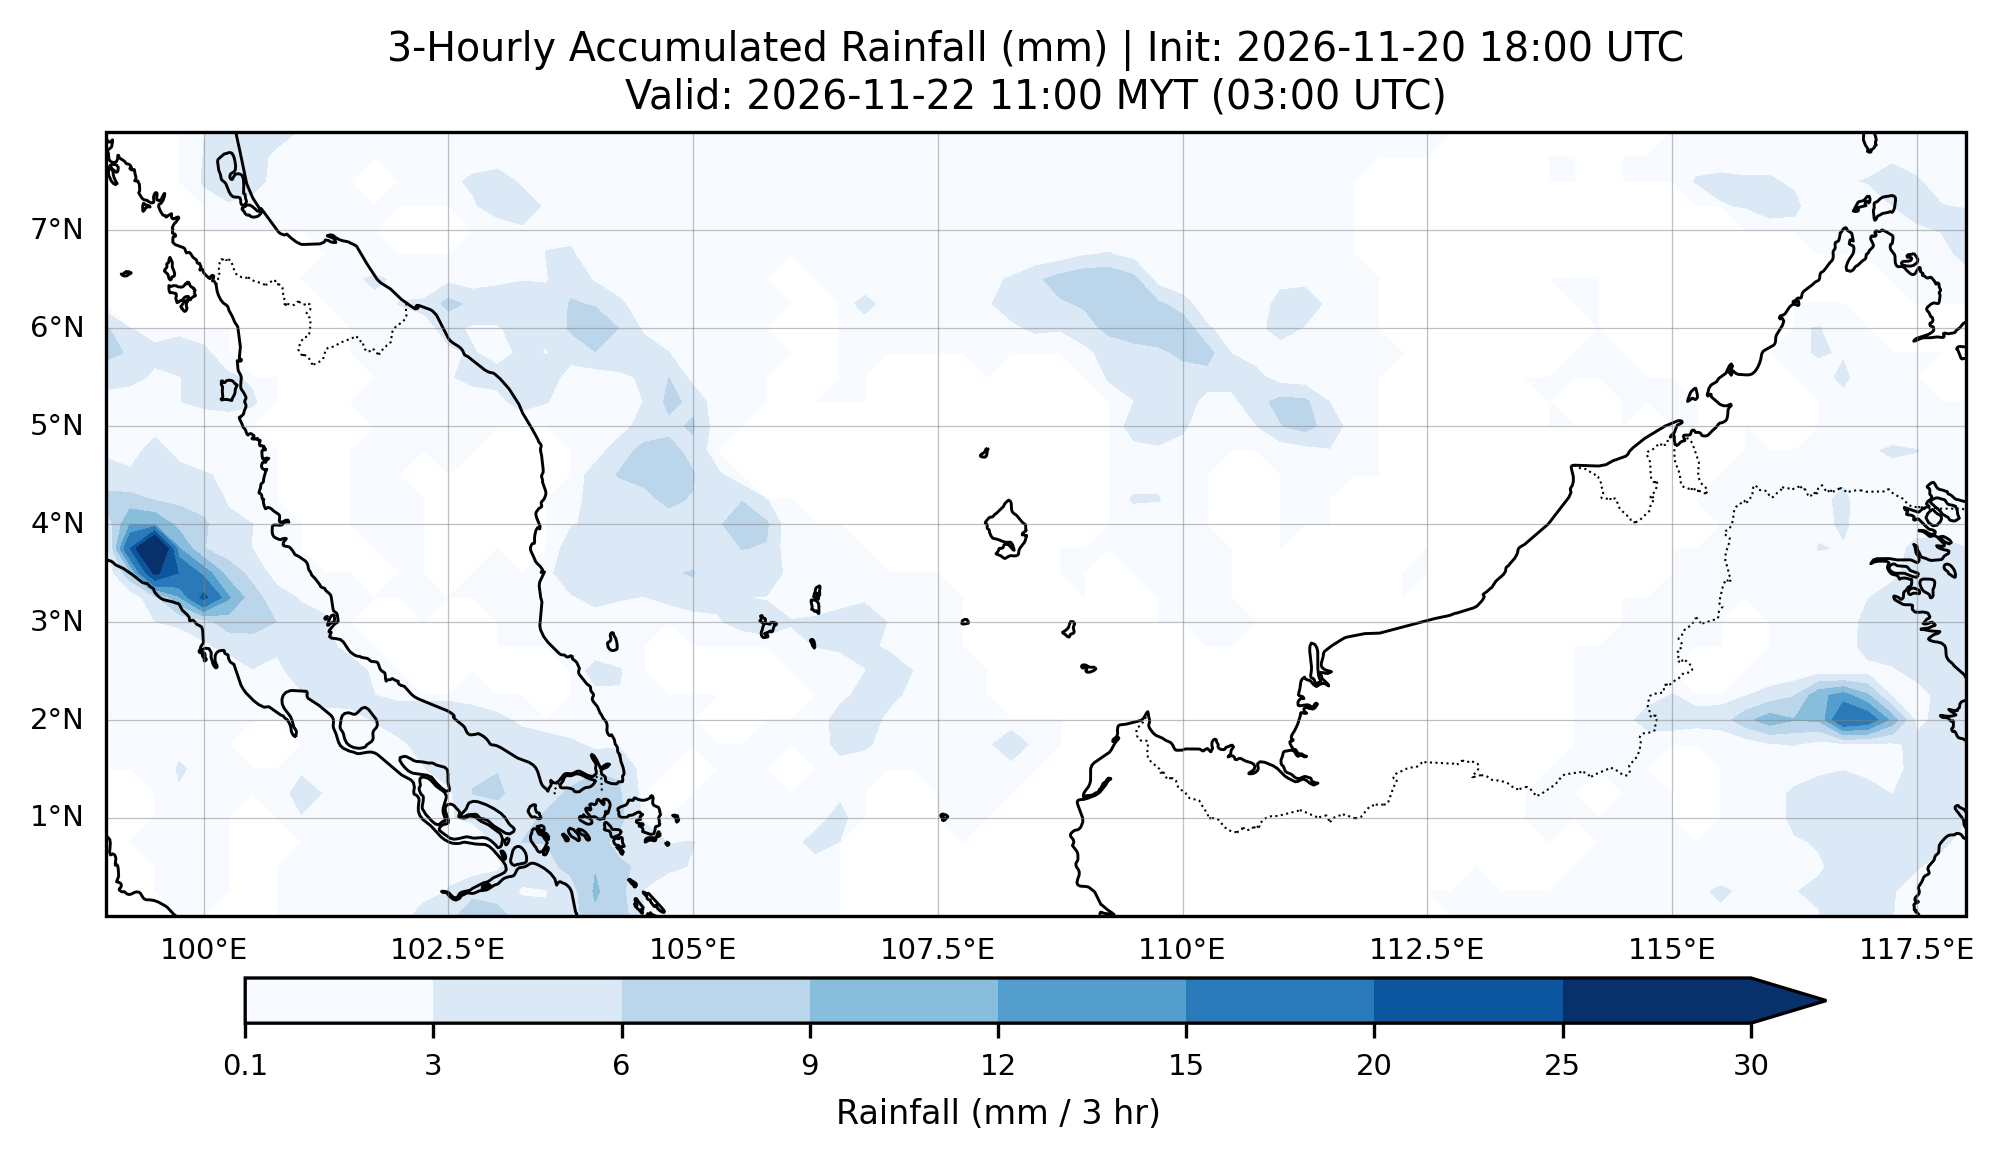 3-Hourly Accumulated Rainfall (mm) | Init: 2026-11-20 18:00 UTC
Valid: 2026-11-22 11:00 MYT (03:00 UTC)
7°N
6°N
5°N
4°N
3°N
2°N
1°N
100°E 102.5°E 105°E 107.5°E 110°E 112.5°E 115°E 117.5°E
0.1 3 6 9 12 15 20 25 30
Rainfall (mm / 3 hr)